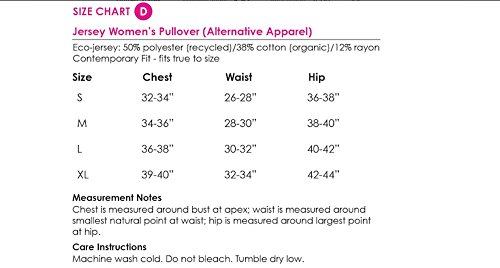 SIZE CHART D
Jersey Women's Pullover (Alternative Apparel)
Eco-jersey: 50% polyester (recycled)/38% cotton (organic)/12% rayon
Contemporary Fit - fits true to size
Size Chest Waist Hip
S 32-34" 26-28" 36-38"
M 34-36" 28-30" 38-40"
L 36-38" 30-32" 40-42"
XL 39-40" 32-34" 42-44"
Measurement Notes
Chest is measured around bust at apex; waist is measured around
smallest natural point at waist; hip is measured around largest point
at hip.
Care Instructions
Machine wash cold. Do not bleach. Tumble dry low.